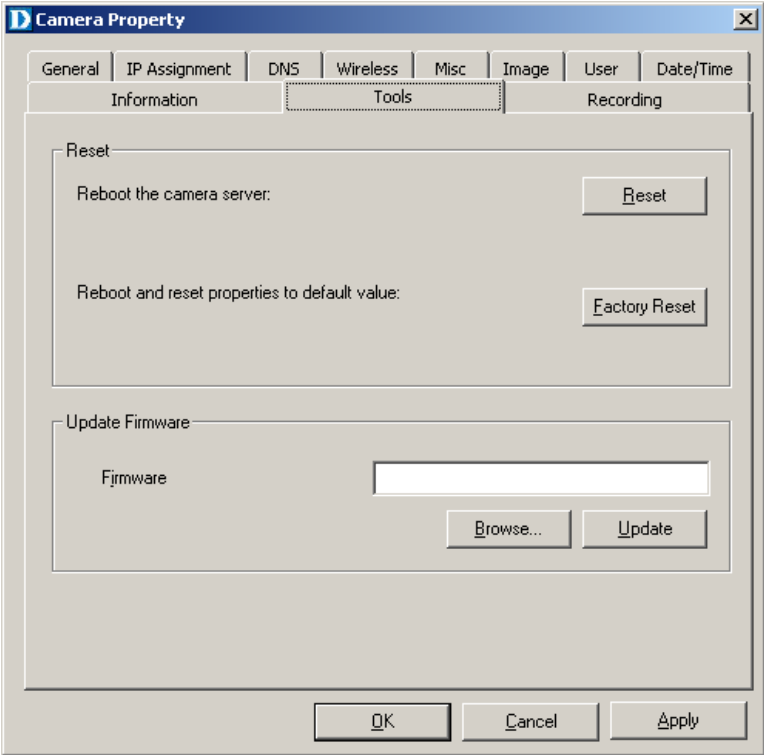 D Camera Property
General IP Assignment DNS Wireless Misc Image User Date/Time
Information Tools Recording
Reset
Reboot the camera server: Reset
Reboot and reset properties to default value: Factory Reset
Update Firmware
Firmware
Browse... Update
OK Cancel Apply